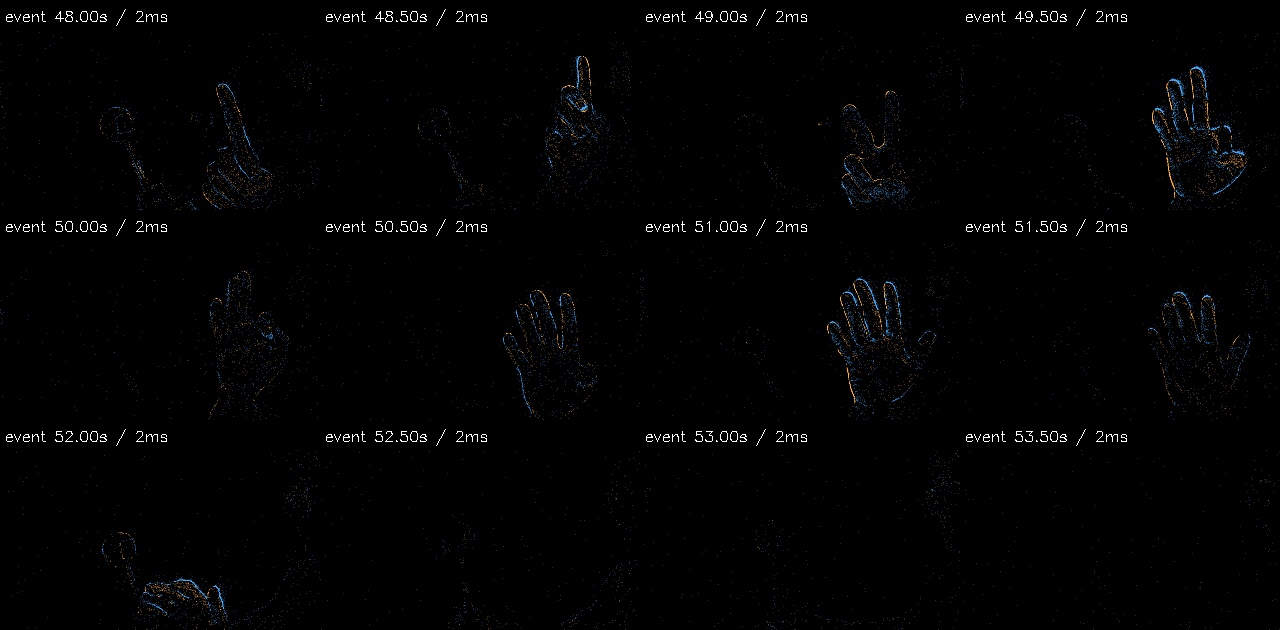 event 48.00s / 2ms
event 48.50s / 2ms
event 49.00s / 2ms
event 49.50s / 2ms
event 50.00s / 2ms
event 50.50s / 2ms
event 51.00s / 2ms
event 51.50s / 2ms
event 52.00s / 2ms
event 52.50s / 2ms
event 53.00s / 2ms
event 53.50s / 2ms